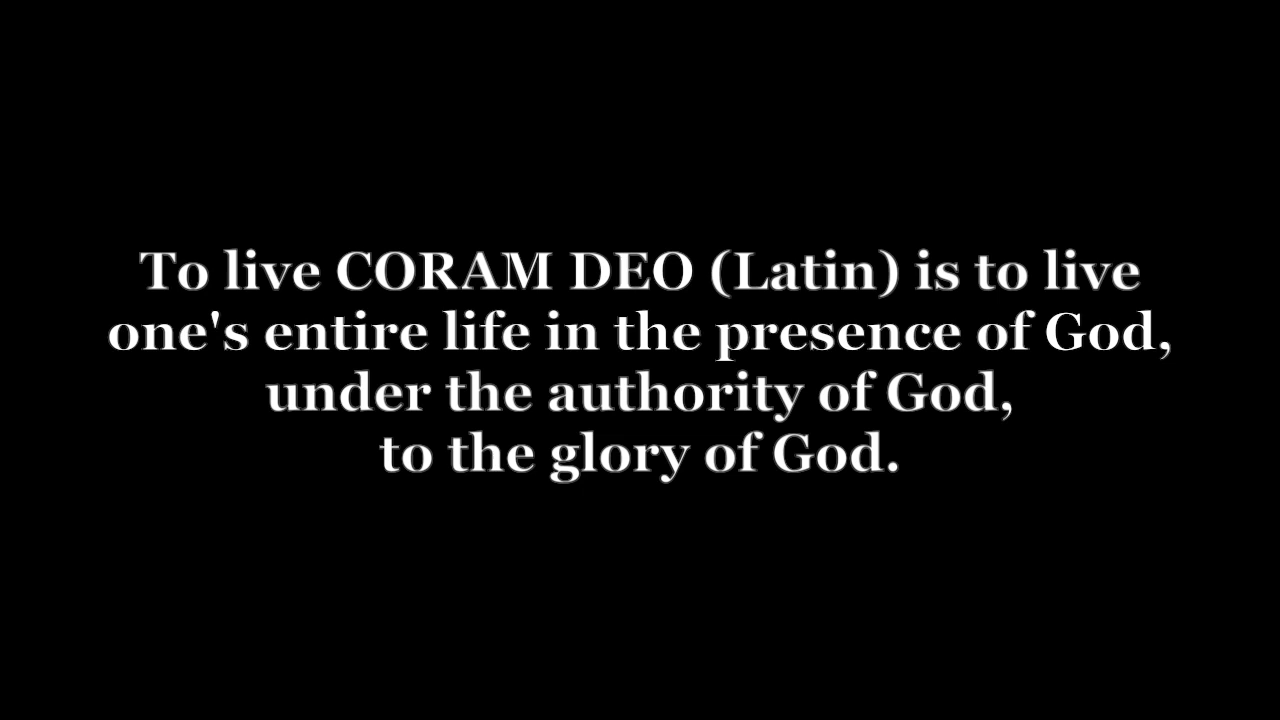 To live CORAM DEO (Latin) is to live
one's entire life in the presence of God,
under the authority of God,
to the glory of God.